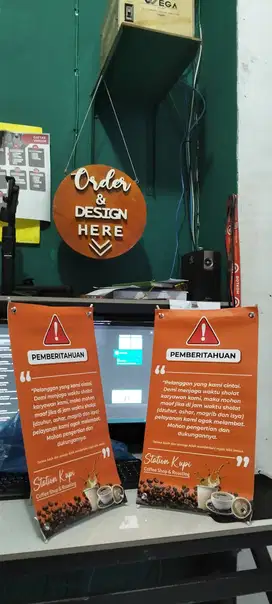 EGA
Order
&
DESIGN
HERE
PEMBERITAHUAN
"Pelanggan yang kami cintai.
Demi menjaga waktu sholat
karyawan kami, maka mohon
maaf jika di jam waktu sholat
(dzuhur, ashar, magrib dan isya)
pelayanan kami agak melambat.
Mohon pengertian dan
dukungannya.
Statun Kopi
Coffee Shop & Roasting
PEMBERITAHUAN
"Pelanggan yang kami cintai.
Demi menjaga waktu sholat
karyawan kami, maka mohon
maaf jika di jam waktu sholat
(dzuhur, ashar, magrib dan isya)
pelayanan kami agak melambat.
Mohon pengertian dan
dukungannya.
Statun Kopi
Coffee Shop & Roasting